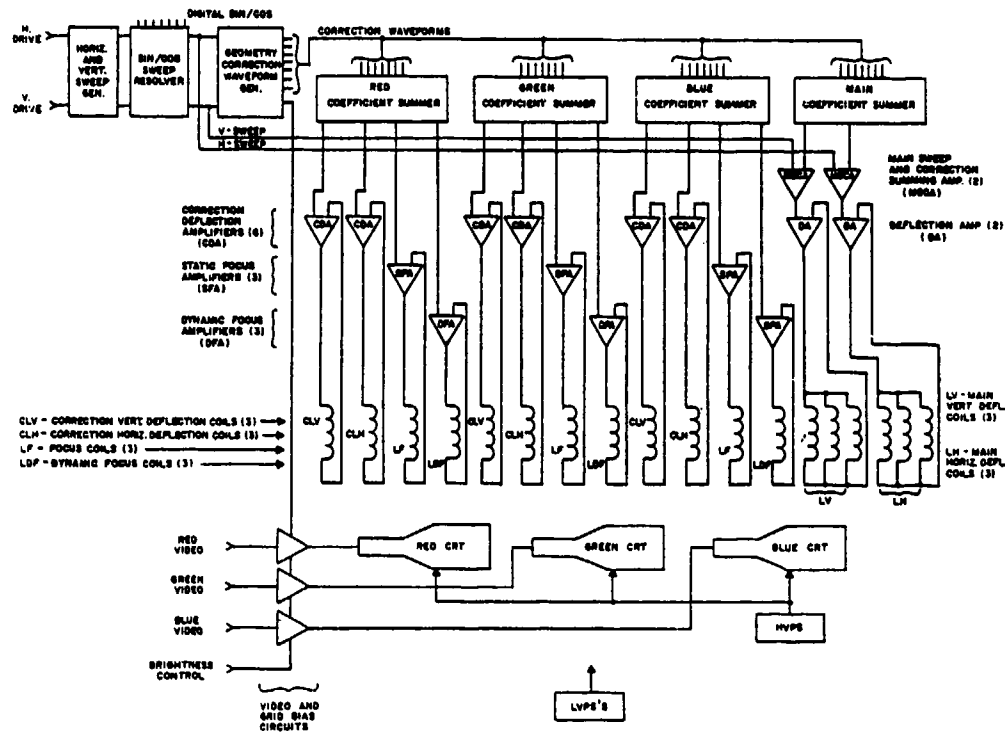 DIGITAL SIN/COS
H.
DRIVE
V.
DRIVE
HORIZ.
AND
VERT.
SWEEP
GEN.
SIN/COS
SWEEP
RESOLVER
GEOMETRY
CORRECTION
WAVEFORM
GEN.
CORRECTION WAVEFORMS
RED
COEFFICIENT SUMMER
GREEN
COEFFICIENT SUMMER
BLUE
COEFFICIENT SUMMER
MAIN
COEFFICIENT SUMMER
V-SWEEP
H-SWEEP
MAIN SWEEP
AND CORRECTION
SUMMING AMP. (2)
(MSCA)
CORRECTION
DEFLECTION
AMPLIFIERS (6)
(CDA)
CDA
CDA
CDA
CDA
CDA
CDA
DA
DA
DEFLECTION AMP (2)
(DA)
STATIC FOCUS
AMPLIFIERS (3)
(SFA)
SFA
SFA
SFA
DYNAMIC FOCUS
AMPLIFIERS (3)
(DFA)
DFA
DFA
DFA
CLV - CORRECTION VERT. DEFLECTION COILS (3)
CLH - CORRECTION HORIZ. DEFLECTION COILS (3)
LF - FOCUS COILS (3)
LDF - DYNAMIC FOCUS COILS (3)
CLV
CLH
LF
LDF
CLV
CLH
LF
LDF
CLV
CLH
LF
LDF
LV
LH
LV-MAIN
VERT DEFL.
COILS (3)
LH-MAIN
HORIZ. DEFL.
COILS (3)
RED
VIDEO
GREEN
VIDEO
BLUE
VIDEO
BRIGHTNESS
CONTROL
RED CRT
GREEN CRT
BLUE CRT
HVPS
VIDEO AND
GRID BIAS
CIRCUITS
LVPS'S